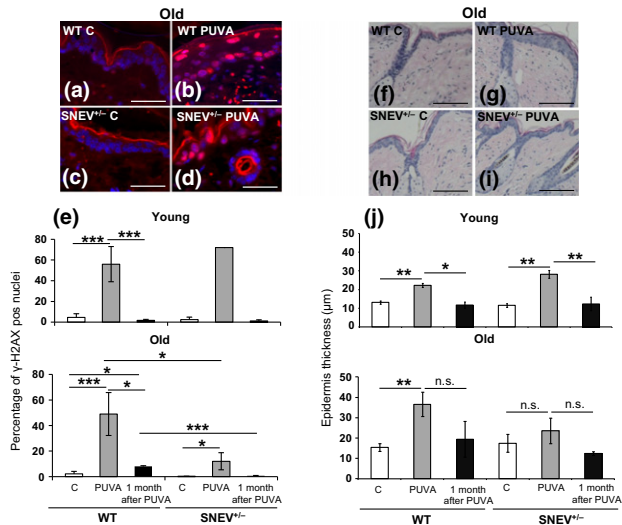 Old
WT C
WT PUVA
(a)
(b)
SNEV+/– C
SNEV+/– PUVA
(c)
(d)
Old
WT C
WT PUVA
(f)
(g)
SNEV+/– C
SNEV+/– PUVA
(h)
(i)
(e)
Young
Percentage of γ-H2AX pos nuclei
80
60
40
20
0
*** ***
Old
80
60
40
20
0
*
*
*** *
***
*
C PUVA 1 month after PUVA C PUVA 1 month after PUVA
WT SNEV+/–
(j)
Young
Epidermis thickness (μm)
40
30
20
10
0
** *
** **
Old
50
40
30
20
10
0
** n.s.
n.s. n.s.
C PUVA 1 month after PUVA C PUVA 1 month after PUVA
WT SNEV+/–